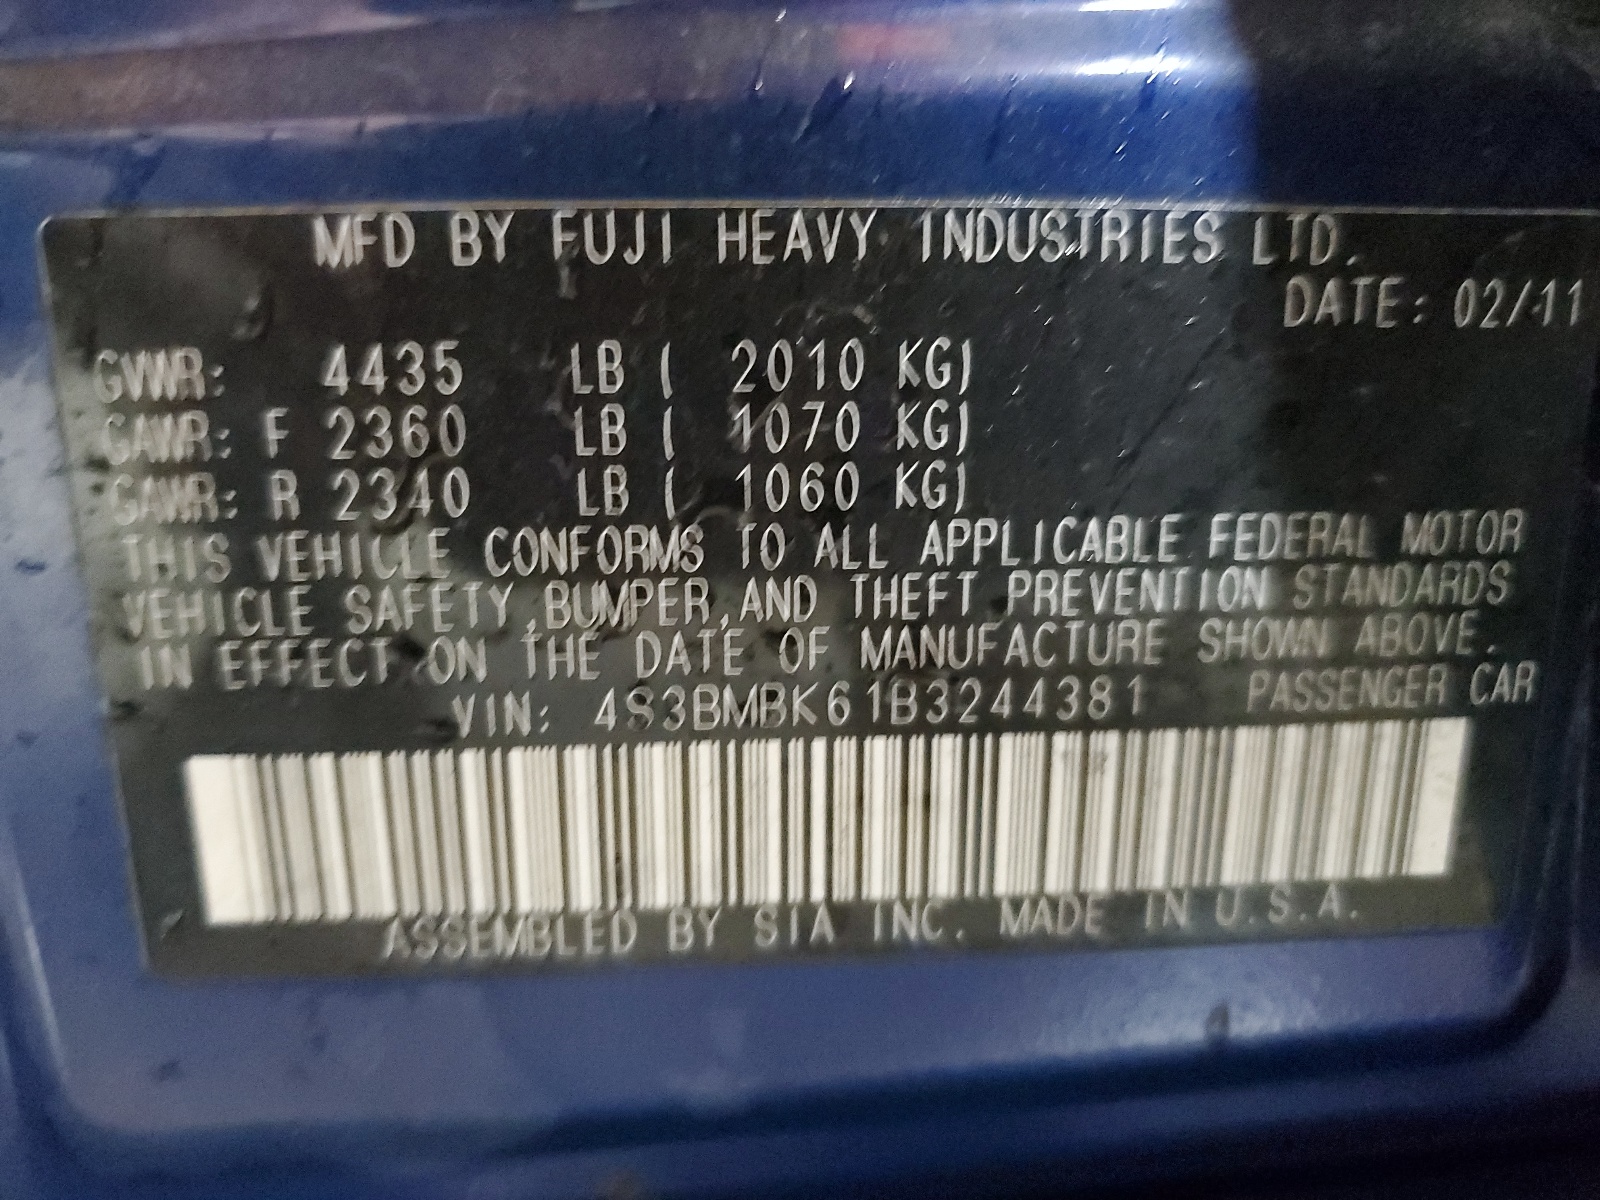 MFD BY FUJI HEAVY INDUSTRIES LTD.
DATE: 02/11
GVWR: 4435 LB ( 2010 KG)
GAWR: F 2360 LB ( 1070 KG)
GAWR: R 2340 LB ( 1060 KG)
THIS VEHICLE CONFORMS TO ALL APPLICABLE FEDERAL MOTOR
VEHICLE SAFETY,BUMPER,AND THEFT PREVENTION STANDARDS
IN EFFECT ON THE DATE OF MANUFACTURE SHOWN ABOVE.
VIN: 4S3BMBK61B3244381 PASSENGER CAR
ASSEMBLED BY SIA INC. MADE IN U.S.A.